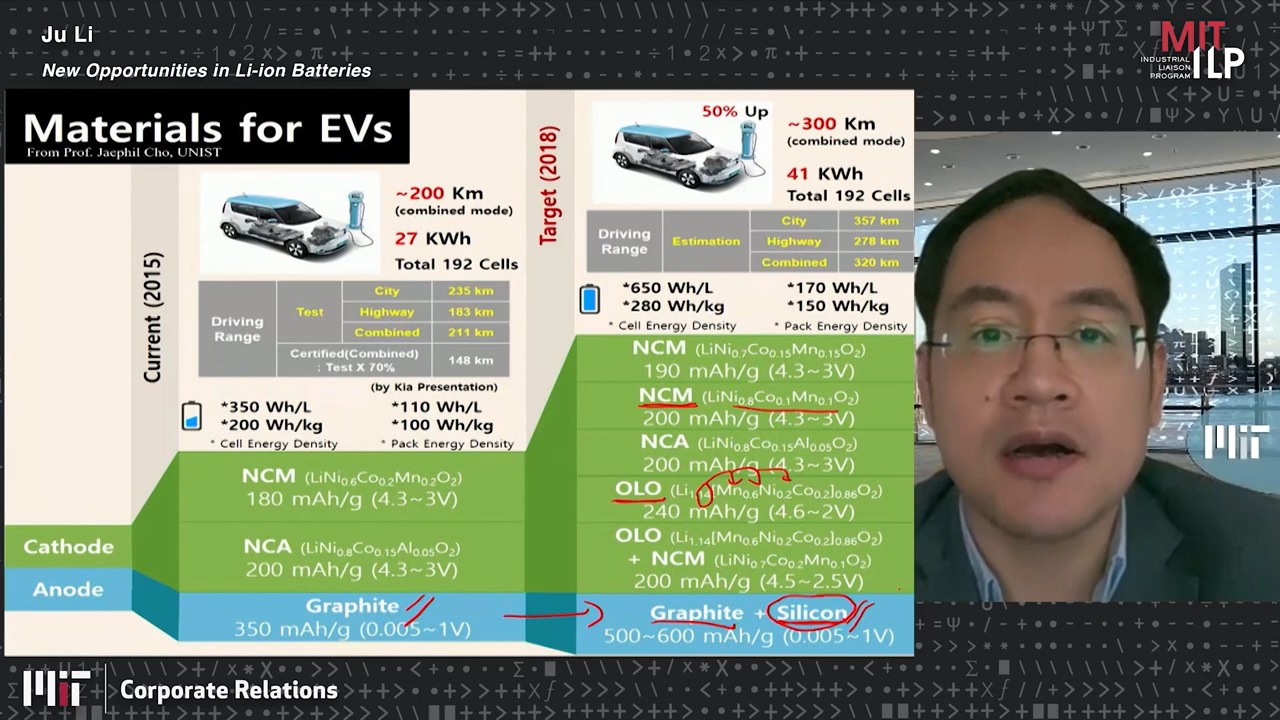 Ju Li
New Opportunities in Li-ion Batteries
MIT
INDUSTRIAL
LIAISON
PROGRAM
ILP
Materials for EVs
From Prof. Jaephil Cho, UNIST
Current (2015)
~200 Km
(combined mode)
27 KWh
Total 192 Cells
Driving
Range
Test
City
235 km
Highway
183 km
Combined
211 km
Certified(Combined)
: Test X 70%
148 km
(by Kia Presentation)
*350 Wh/L
*200 Wh/kg
* Cell Energy Density
*110 Wh/L
*100 Wh/kg
* Pack Energy Density
Target (2018)
50% Up
~300 Km
(combined mode)
41 KWh
Total 192 Cells
Driving
Range
Estimation
City
357 km
Highway
278 km
Combined
320 km
*650 Wh/L
*280 Wh/kg
* Cell Energy Density
*170 Wh/L
*150 Wh/kg
* Pack Energy Density
Cathode
Anode
NCM (LiNi0.6Co0.2Mn0.2O2)
180 mAh/g (4.3~3V)
NCA (LiNi0.8Co0.15Al0.05O2)
200 mAh/g (4.3~3V)
Graphite
350 mAh/g (0.005~1V)
NCM (LiNi0.7Co0.15Mn0.15O2)
190 mAh/g (4.3~3V)
NCM (LiNi0.8Co0.1Mn0.1O2)
200 mAh/g (4.3~3V)
NCA (LiNi0.8Co0.15Al0.05O2)
200 mAh/g (4.3~3V)
OLO (Li1.14[Mn0.6Ni0.2Co0.2]0.86O2)
240 mAh/g (4.6~2V)
OLO (Li1.14[Mn0.6Ni0.2Co0.2]0.86O2)
+ NCM (LiNi0.7Co0.2Mn0.1O2)
200 mAh/g (4.5~2.5V)
Graphite + Silicon
500~600 mAh/g (0.005~1V)
MIT
MIT
Corporate Relations